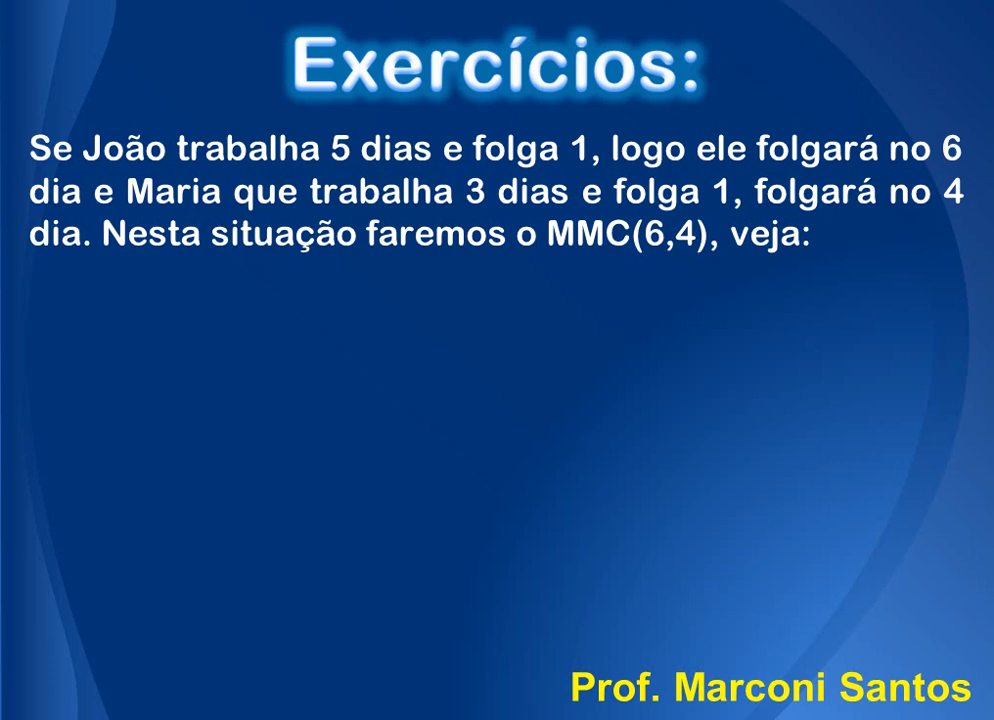 Exercícios:
Se João trabalha 5 dias e folga 1, logo ele folgará no 6
dia e Maria que trabalha 3 dias e folga 1, folgará no 4
dia. Nesta situação faremos o MMC(6,4), veja:
Prof. Marconi Santos